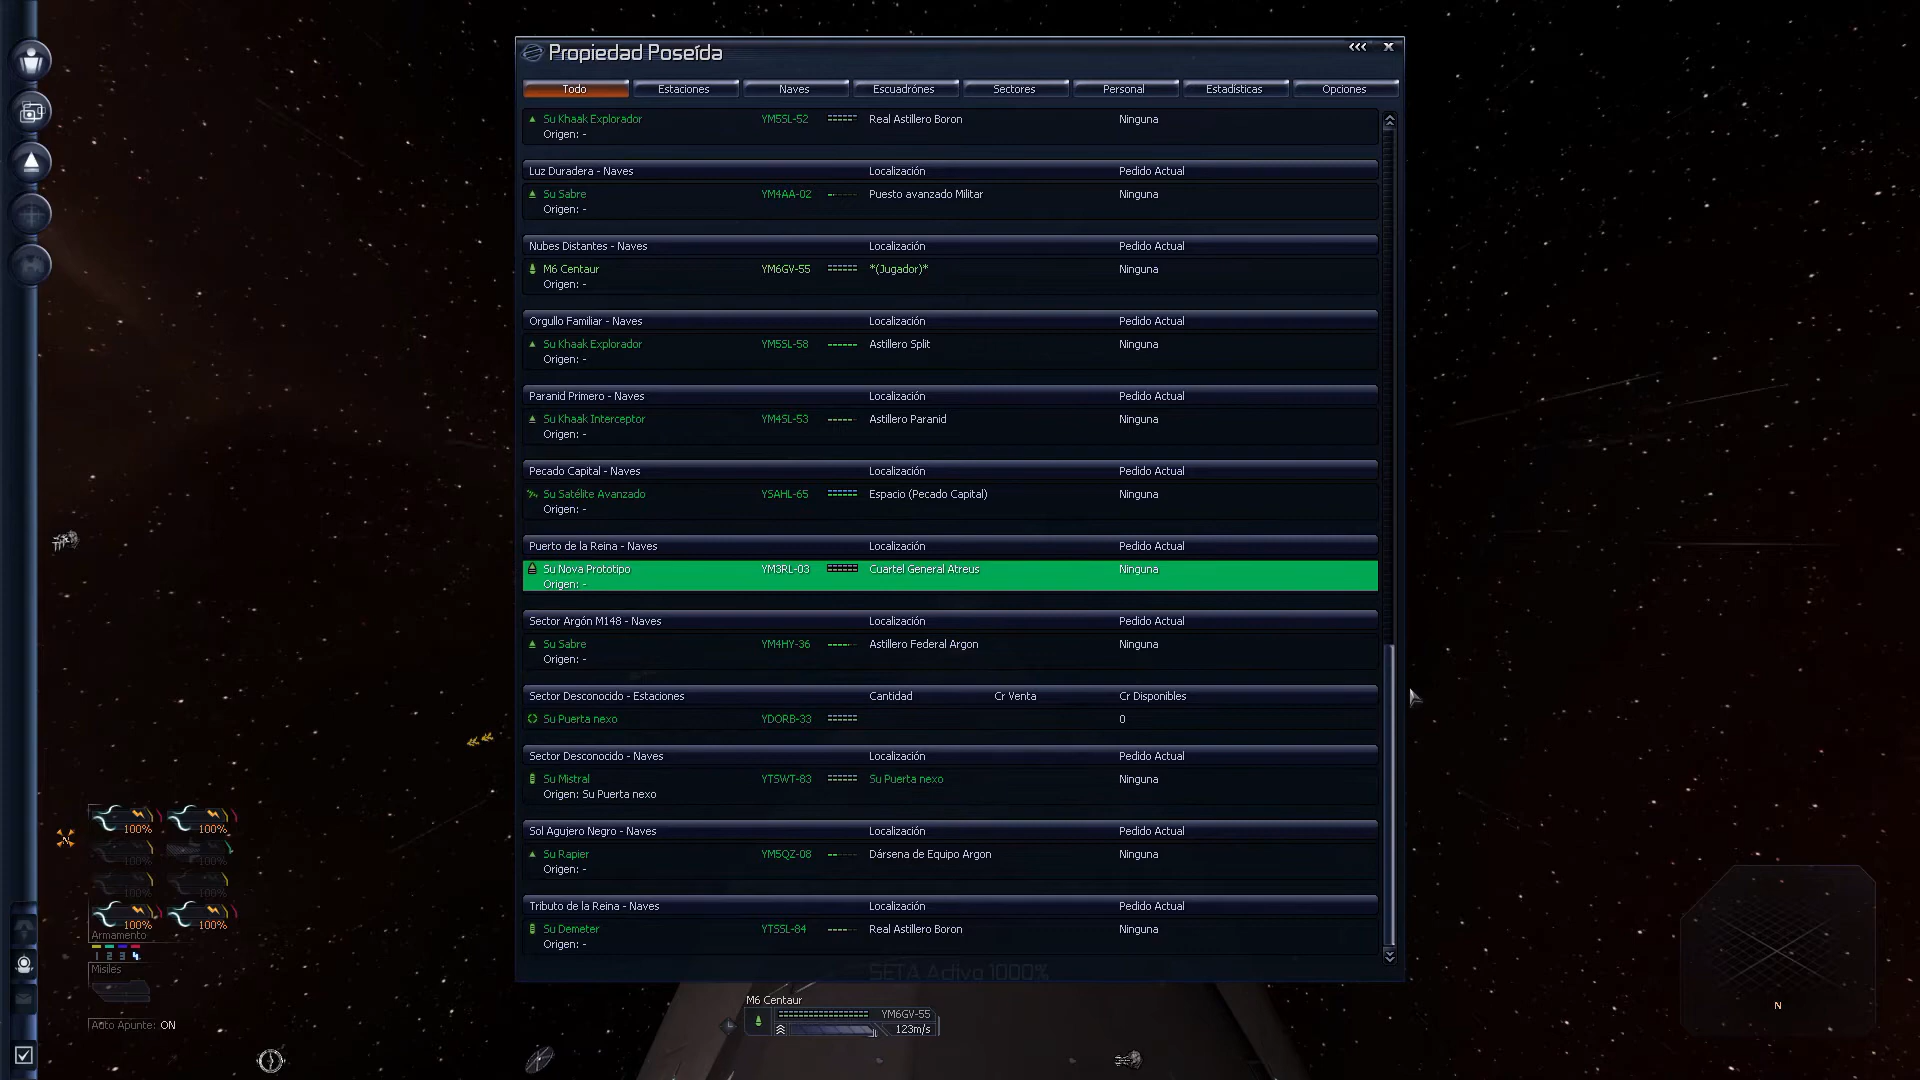 Propiedad Poseída
Todo
Estaciones
Naves
Escuadrónes
Sectores
Personal
Estadísticas
Opciones
Su Khaak Explorador YM5SL-52 Real Astillero Boron Ninguna
Origen: -
Luz Duradera - Naves Localización Pedido Actual
Su Sabre YM4AA-02 Puesto avanzado Militar Ninguna
Origen: -
Nubes Distantes - Naves Localización Pedido Actual
M6 Centaur YM6GV-55 *(Jugador)* Ninguna
Origen: -
Orgullo Familiar - Naves Localización Pedido Actual
Su Khaak Explorador YM5SL-58 Astillero Split Ninguna
Origen: -
Paranid Primero - Naves Localización Pedido Actual
Su Khaak Interceptor YM4SL-53 Astillero Paranid Ninguna
Origen: -
Pecado Capital - Naves Localización Pedido Actual
Su Satélite Avanzado YSAHL-65 Espacio (Pecado Capital) Ninguna
Origen: -
Puerto de la Reina - Naves Localización Pedido Actual
Su Nova Prototipo YM3RL-03 Cuartel General Atreus Ninguna
Origen: -
Sector Argón M148 - Naves Localización Pedido Actual
Su Sabre YM4HY-36 Astillero Federal Argon Ninguna
Origen: -
Sector Desconocido - Estaciones Cantidad Cr Venta Cr Disponibles
Su Puerta nexo YDORB-33 0
Sector Desconocido - Naves Localización Pedido Actual
Su Mistral YTSWT-83 Su Puerta nexo Ninguna
Origen: Su Puerta nexo
Sol Agujero Negro - Naves Localización Pedido Actual
Su Rapier YM5QZ-08 Dársena de Equipo Argon Ninguna
Origen: -
Tributo de la Reina - Naves Localización Pedido Actual
Su Demeter YTSSL-84 Real Astillero Boron Ninguna
Origen: -
SETA Activa 1000%
100% 100%
100% 100%
100% 100%
100% 100%
Armamento
1 2 3 4
Misiles
Auto Apunte: ON
M6 Centaur
YM6GV-55
123m/s
N
N